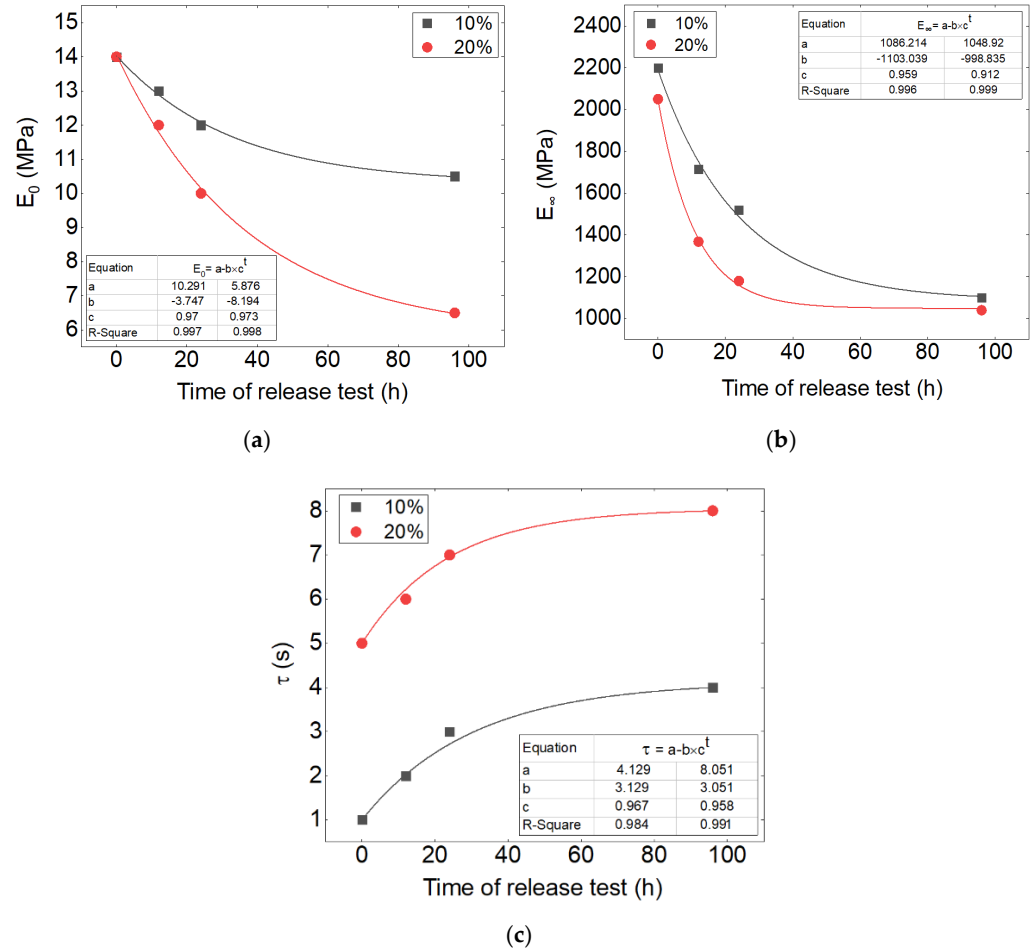 15
14
13
12
11
10
9
8
7
6
E₀ (MPa)
10%
20%
Equation E₀= a-b×cᵗ
a 10.291 5.876
b -3.747 -8.194
c 0.97 0.973
R-Square 0.997 0.998
0 20 40 60 80 100
Time of release test (h)
(a)
2400
2200
2000
1800
1600
1400
1200
1000
E∞ (MPa)
10%
20%
Equation E∞= a-b×cᵗ
a 1086.214 1048.92
b -1103.039 -998.835
c 0.959 0.912
R-Square 0.996 0.999
0 20 40 60 80 100
Time of release test (h)
(b)
8
7
6
5
4
3
2
1
τ (s)
10%
20%
Equation τ = a-b×cᵗ
a 4.129 8.051
b 3.129 3.051
c 0.967 0.958
R-Square 0.984 0.991
0 20 40 60 80 100
Time of release test (h)
(c)